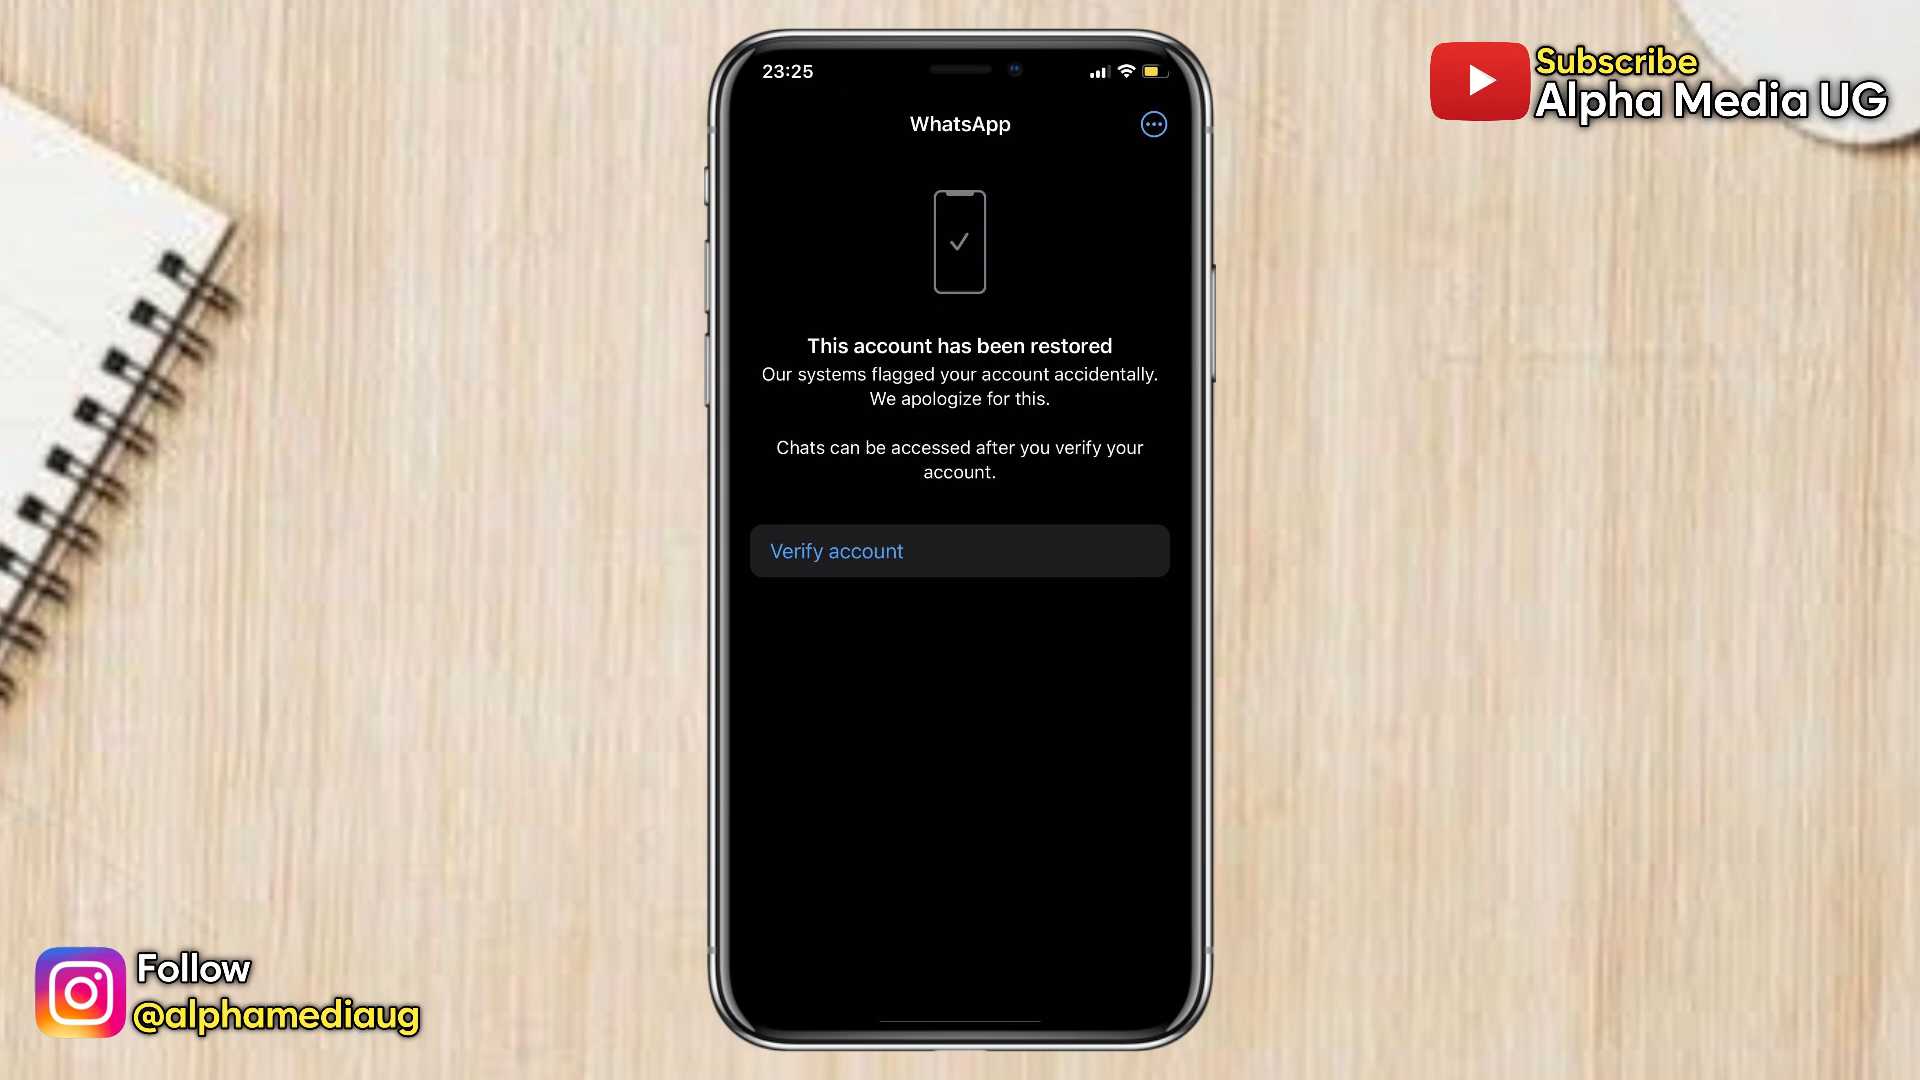 23:25
WhatsApp
This account has been restored
Our systems flagged your account accidentally.
We apologize for this.
Chats can be accessed after you verify your
account.
Verify account
Subscribe
Alpha Media UG
Follow
@alphamediaug